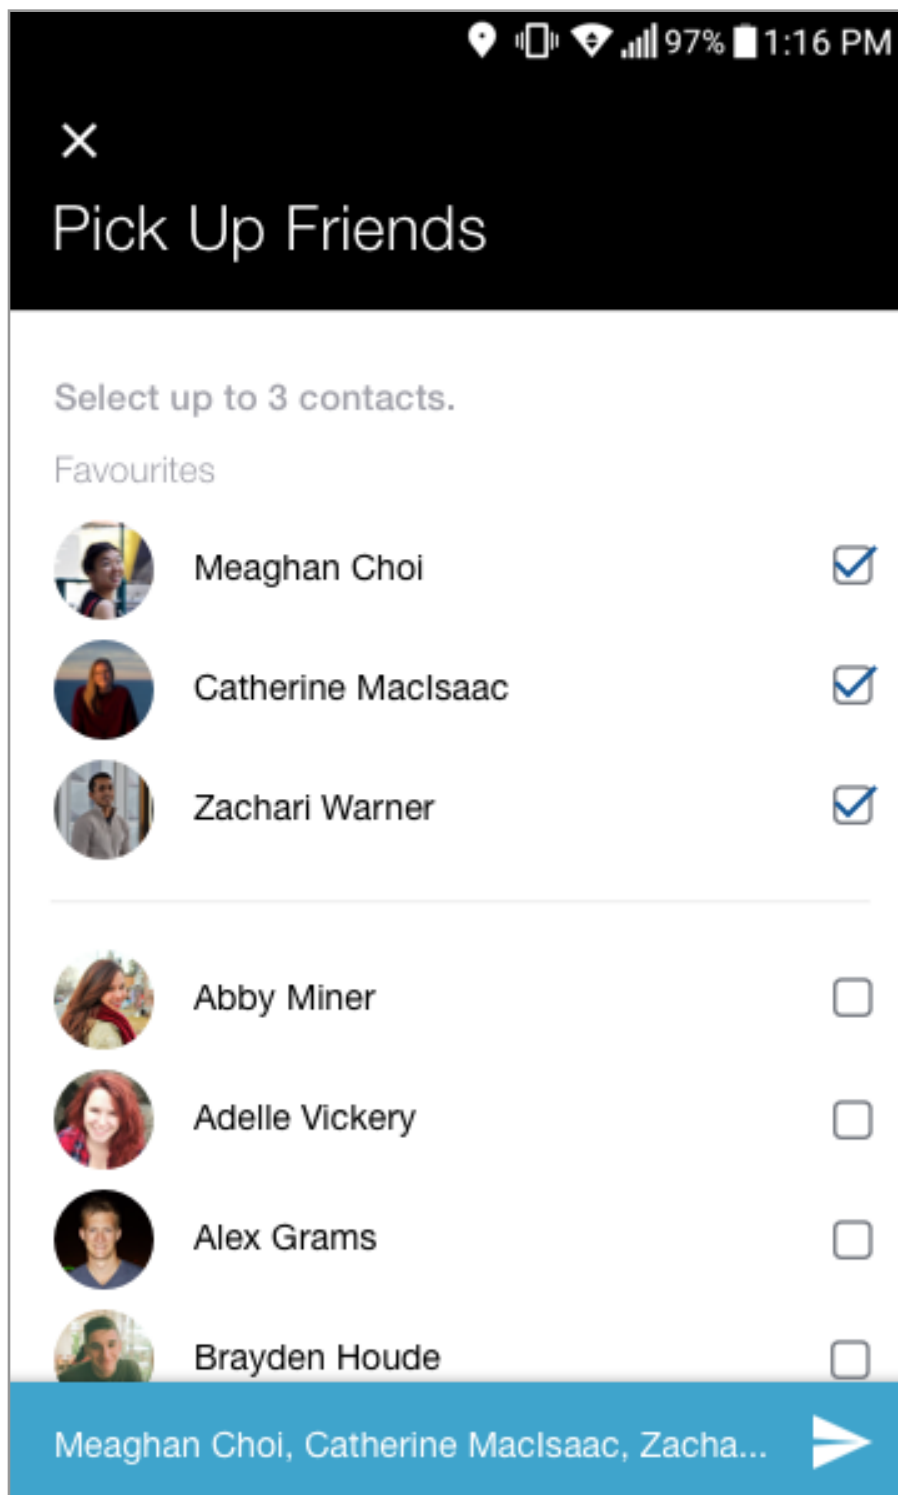 97% 1:16 PM
Pick Up Friends
Select up to 3 contacts.
Favourites
Meaghan Choi
Catherine MacIsaac
Zachari Warner
Abby Miner
Adelle Vickery
Alex Grams
Brayden Houde
Meaghan Choi, Catherine MacIsaac, Zacha...